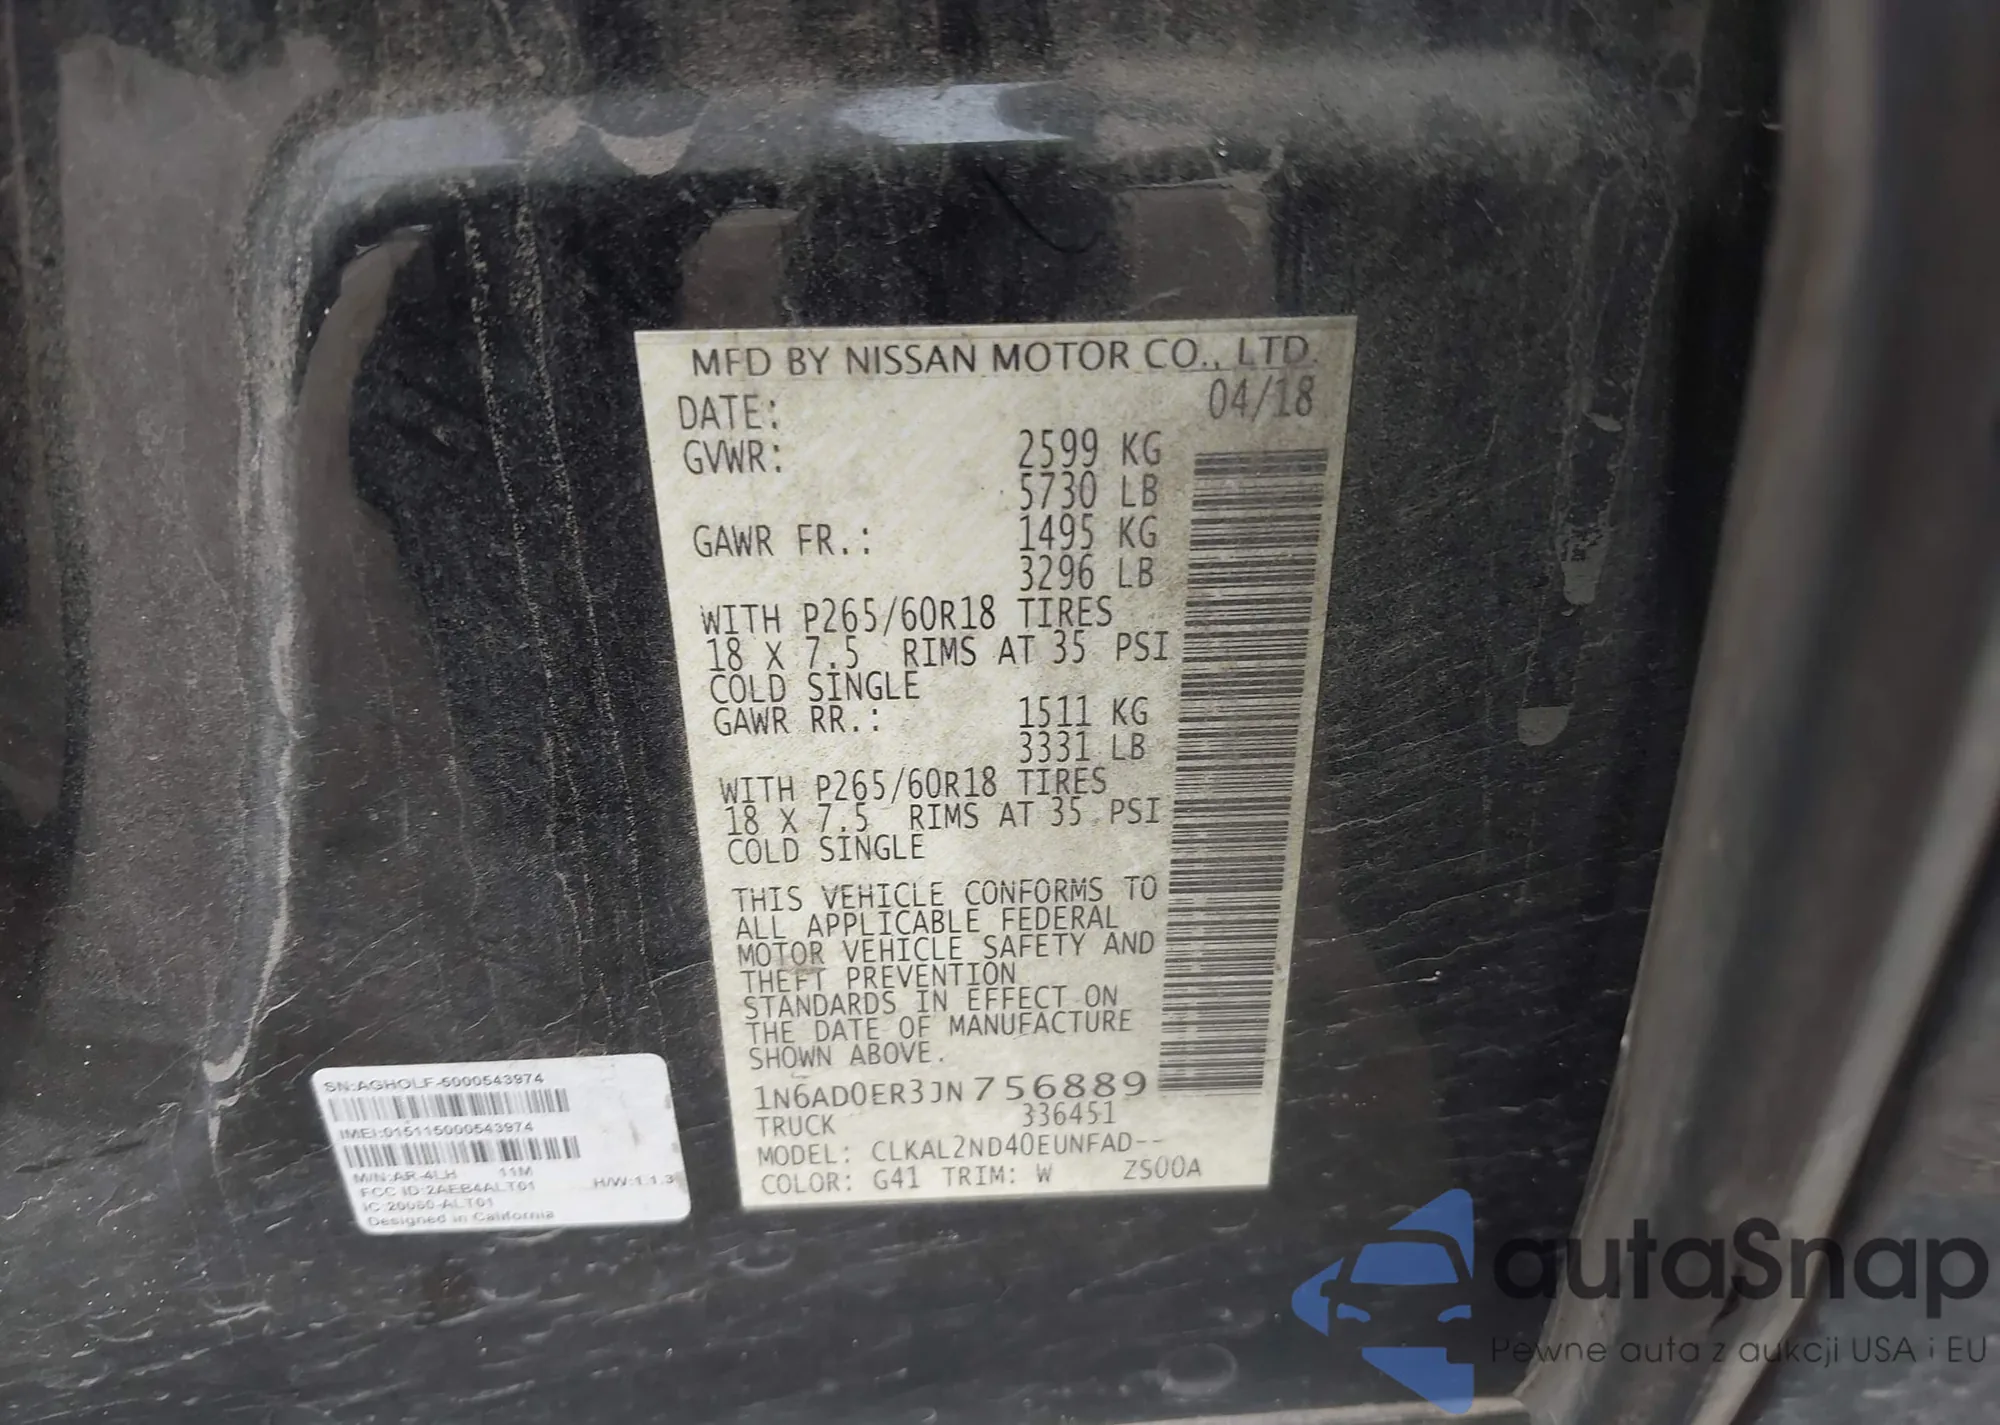 MFD BY NISSAN MOTOR CO., LTD.
DATE: 04/18
GVWR: 2599 KG
5730 LB
GAWR FR.: 1495 KG
3296 LB
WITH P265/60R18 TIRES
18 X 7.5 RIMS AT 35 PSI
COLD SINGLE
GAWR RR.: 1511 KG
3331 LB
WITH P265/60R18 TIRES
18 X 7.5 RIMS AT 35 PSI
COLD SINGLE
THIS VEHICLE CONFORMS TO
ALL APPLICABLE FEDERAL
MOTOR VEHICLE SAFETY AND
THEFT PREVENTION
STANDARDS IN EFFECT ON
THE DATE OF MANUFACTURE
SHOWN ABOVE.
1N6AD0ER3JN756889
TRUCK 336451
MODEL: CLKAL2ND40EUNFAD--
COLOR: G41 TRIM: W ZS00A
SN:AGHOLF-5000543974
IMEI:015115000543974
M/N:AR-4LH 11M
FCC ID:2AEB4ALT01 H/W:1.1.3
IC:20080-ALT01
Designed in California
autaSnap
Pewne auta z aukcji USA i EU